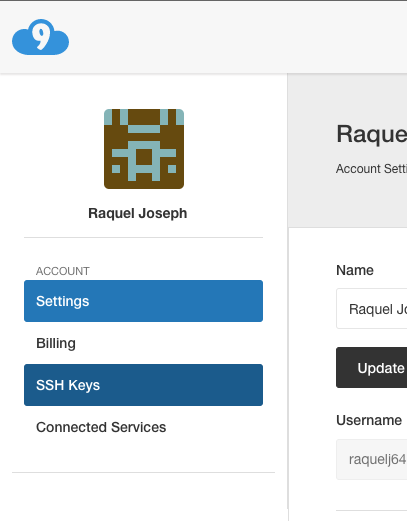 9
Raquel Joseph
ACCOUNT
Settings
Billing
SSH Keys
Connected Services
Raque
Account Setti
Name
Raquel Jo
Update
Username
raquelj64